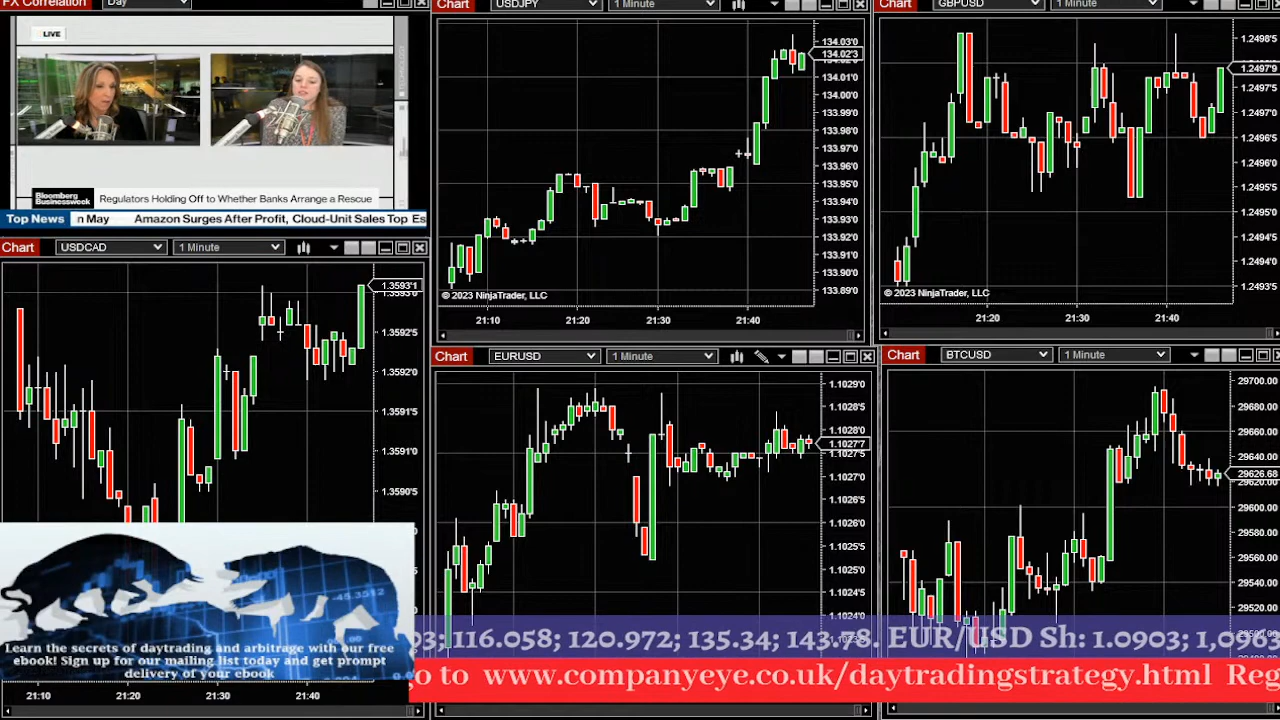 FX Correlation
Day
LIVE
TECHNOLOGY
Bloomberg
Businessweek
Regulators Holding Off to Whether Banks Arrange a Rescue
Top News
n May Amazon Surges After Profit, Cloud-Unit Sales Top Es
Chart USDJPY 1 Minute
134.03'0
134.02'3
134.01'0
133.99'0
133.98'0
133.96'0
133.95'0
133.93'0
133.92'0
133.91'0
133.90'0
133.89'0
© 2023 NinjaTrader, LLC
21:10 21:20 21:30 21:40
Chart GBPUSD 1 Minute
1.2498'5
1.2497'9
1.2497'5
1.2497'0
1.2496'5
1.2496'0
1.2495'5
1.2495'0
1.2494'5
1.2494'0
1.2493'5
© 2023 NinjaTrader, LLC
21:20 21:30 21:40
Chart USDCAD 1 Minute
1.3593'1
1.3593'0
1.3592'5
1.3592'0
1.3591'5
1.3591'0
1.3590'5
21:10 21:20 21:30 21:40
Chart EURUSD 1 Minute
1.1029'0
1.1028'5
1.1028'0
1.1027'7
1.1027'5
1.1027'0
1.1026'5
1.1026'0
1.1025'5
1.1024'5
1.1024'0
Chart BTCUSD 1 Minute
29700.00
29660.00
29640.00
29626.68
29620.00
29600.00
29560.00
29540.00
29520.00
-45.3512
Learn the secrets of daytrading and arbitrage with our free
ebook! Sign up for our mailing list today and get prompt
delivery of your ebook
03; 116.058; 120.972; 135.34; 143.78. EUR/USD Sh: 1.0903; 1,00
go to www.companyeye.co.uk/daytradingstrategy.html Reg